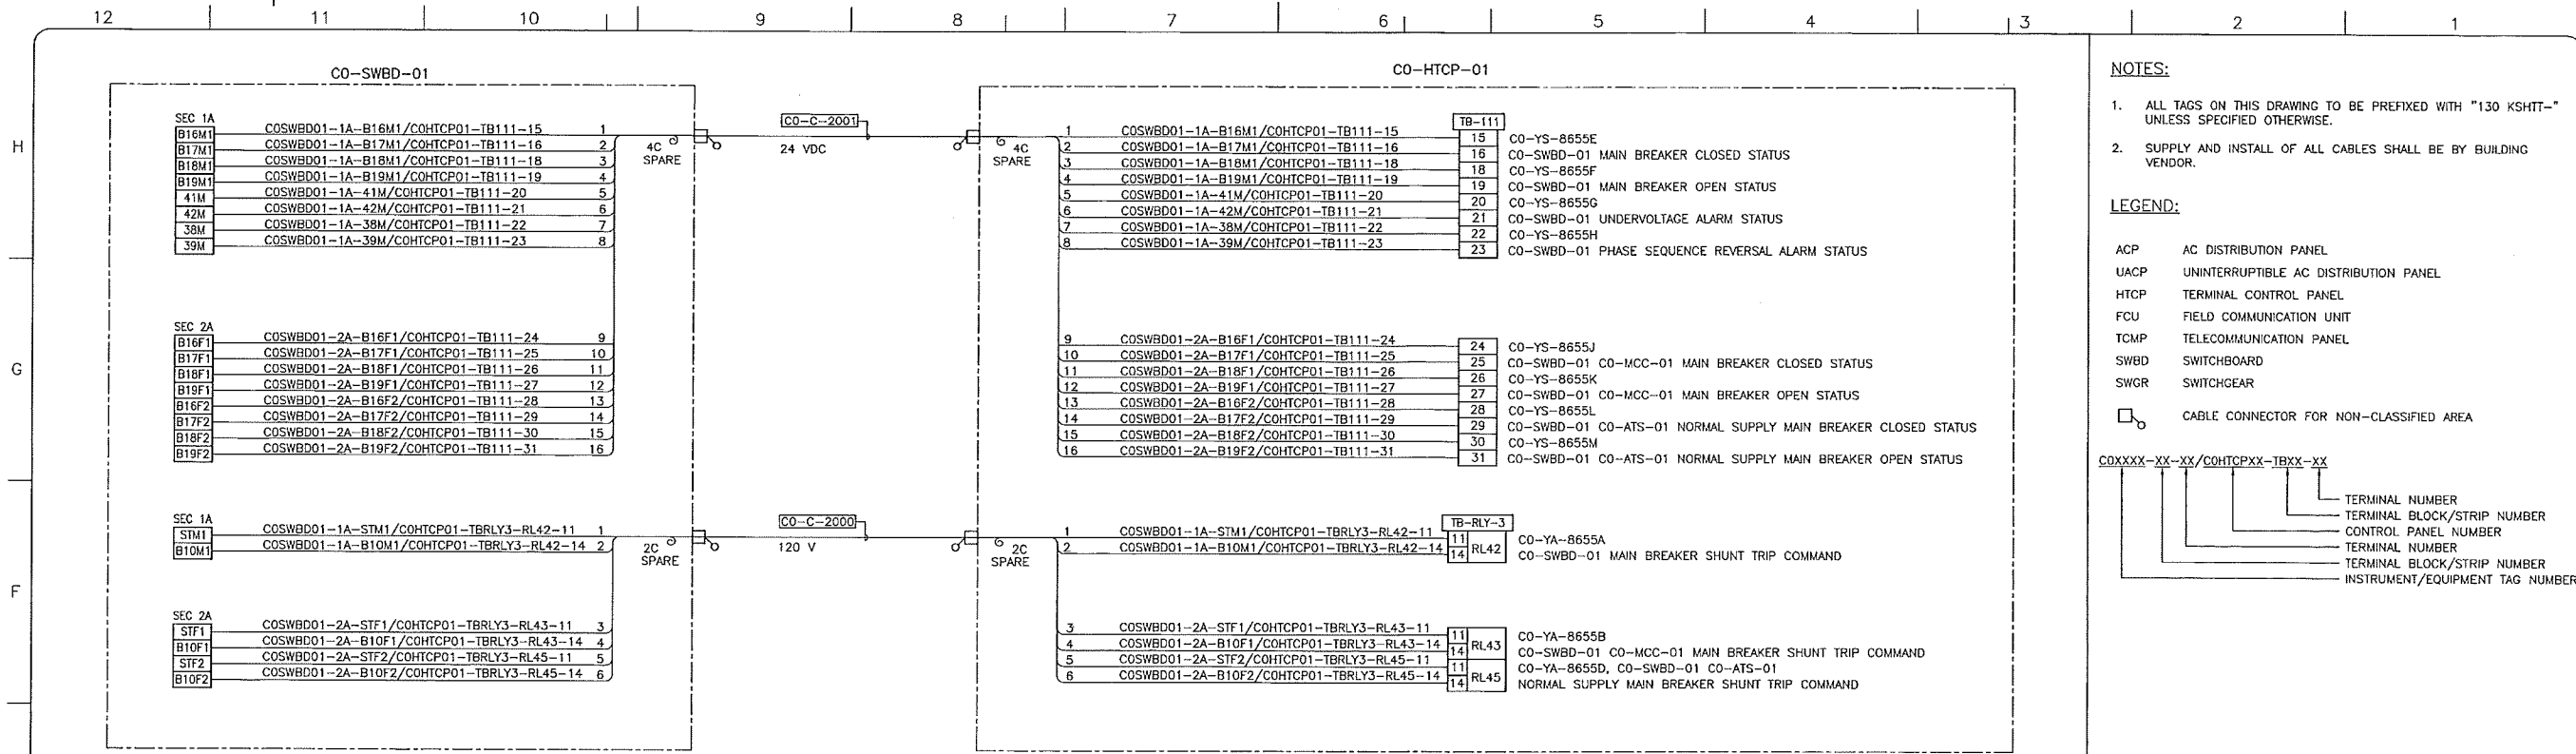 12 11 10 9 8 7 6 5 4 3 2 1
H
G
F
CO-SWBD-01
SEC 1A
B16M1 COSWBD01-1A-B16M1/COHTCP01-TB111-15 1
B17M1 COSWBD01-1A-B17M1/COHTCP01-TB111-16 2
B18M1 COSWBD01-1A-B18M1/COHTCP01-TB111-18 3
B19M1 COSWBD01-1A-B19M1/COHTCP01-TB111-19 4
41M COSWBD01-1A-41M/COHTCP01-TB111-20 5
42M COSWBD01-1A-42M/COHTCP01-TB111-21 6
38M COSWBD01-1A-38M/COHTCP01-TB111-22 7
39M COSWBD01-1A-39M/COHTCP01-TB111-23 8
4C
SPARE
SEC 2A
B16F1 COSWBD01-2A-B16F1/COHTCP01-TB111-24 9
B17F1 COSWBD01-2A-B17F1/COHTCP01-TB111-25 10
B18F1 COSWBD01-2A-B18F1/COHTCP01-TB111-26 11
B19F1 COSWBD01-2A-B19F1/COHTCP01-TB111-27 12
B16F2 COSWBD01-2A-B16F2/COHTCP01-TB111-28 13
B17F2 COSWBD01-2A-B17F2/COHTCP01-TB111-29 14
B18F2 COSWBD01-2A-B18F2/COHTCP01-TB111-30 15
B19F2 COSWBD01-2A-B19F2/COHTCP01-TB111-31 16
SEC 1A
STM1 COSWBD01-1A-STM1/COHTCP01-TBRLY3-RL42-11 1
B10M1 COSWBD01-1A-B10M1/COHTCP01-TBRLY3-RL42-14 2
2C
SPARE
SEC 2A
STF1 COSWBD01-2A-STF1/COHTCP01-TBRLY3-RL43-11 3
B10F1 COSWBD01-2A-B10F1/COHTCP01-TBRLY3-RL43-14 4
STF2 COSWBD01-2A-STF2/COHTCP01-TBRLY3-RL45-11 5
B10F2 COSWBD01-2A-B10F2/COHTCP01-TBRLY3-RL45-14 6
CO-C-2001
24 VDC
CO-C-2000
120 V
CO-HTCP-01
4C
SPARE
TB-111
1 COSWBD01-1A-B16M1/COHTCP01-TB111-15 15 CO-YS-8655E
2 COSWBD01-1A-B17M1/COHTCP01-TB111-16 16 CO-SWBD-01 MAIN BREAKER CLOSED STATUS
3 COSWBD01-1A-B18M1/COHTCP01-TB111-18 18 CO-YS-8655F
4 COSWBD01-1A-B19M1/COHTCP01-TB111-19 19 CO-SWBD-01 MAIN BREAKER OPEN STATUS
5 COSWBD01-1A-41M/COHTCP01-TB111-20 20 CO-YS-8655G
6 COSWBD01-1A-42M/COHTCP01-TB111-21 21 CO-SWBD-01 UNDERVOLTAGE ALARM STATUS
7 COSWBD01-1A-38M/COHTCP01-TB111-22 22 CO-YS-8655H
8 COSWBD01-1A-39M/COHTCP01-TB111-23 23 CO-SWBD-01 PHASE SEQUENCE REVERSAL ALARM STATUS
9 COSWBD01-2A-B16F1/COHTCP01-TB111-24 24 CO-YS-8655J
10 COSWBD01-2A-B17F1/COHTCP01-TB111-25 25 CO-SWBD-01 CO-MCC-01 MAIN BREAKER CLOSED STATUS
11 COSWBD01-2A-B18F1/COHTCP01-TB111-26 26 CO-YS-8655K
12 COSWBD01-2A-B19F1/COHTCP01-TB111-27 27 CO-SWBD-01 CO-MCC-01 MAIN BREAKER OPEN STATUS
13 COSWBD01-2A-B16F2/COHTCP01-TB111-28 28 CO-YS-8655L
14 COSWBD01-2A-B17F2/COHTCP01-TB111-29 29 CO-SWBD-01 CO-ATS-01 NORMAL SUPPLY MAIN BREAKER CLOSED STATUS
15 COSWBD01-2A-B18F2/COHTCP01-TB111-30 30 CO-YS-8655M
16 COSWBD01-2A-B19F2/COHTCP01-TB111-31 31 CO-SWBD-01 CO-ATS-01 NORMAL SUPPLY MAIN BREAKER OPEN STATUS
2C
SPARE
TB-RLY-3
1 COSWBD01-1A-STM1/COHTCP01-TBRLY3-RL42-11 11 RL42 CO-YA-8655A
2 COSWBD01-1A-B10M1/COHTCP01-TBRLY3-RL42-14 14 CO-SWBD-01 MAIN BREAKER SHUNT TRIP COMMAND
3 COSWBD01-2A-STF1/COHTCP01-TBRLY3-RL43-11 11 RL43 CO-YA-8655B
4 COSWBD01-2A-B10F1/COHTCP01-TBRLY3-RL43-14 14 CO-SWBD-01 CO-MCC-01 MAIN BREAKER SHUNT TRIP COMMAND
5 COSWBD01-2A-STF2/COHTCP01-TBRLY3-RL45-11 11 RL45 CO-YA-8655D, CO-SWBD-01 CO-ATS-01
6 COSWBD01-2A-B10F2/COHTCP01-TBRLY3-RL45-14 14 NORMAL SUPPLY MAIN BREAKER SHUNT TRIP COMMAND
NOTES:
1. ALL TAGS ON THIS DRAWING TO BE PREFIXED WITH "130 KSHTT-"
UNLESS SPECIFIED OTHERWISE.
2. SUPPLY AND INSTALL OF ALL CABLES SHALL BE BY BUILDING
VENDOR.
LEGEND:
ACP AC DISTRIBUTION PANEL
UACP UNINTERRUPTIBLE AC DISTRIBUTION PANEL
HTCP TERMINAL CONTROL PANEL
FCU FIELD COMMUNICATION UNIT
TCMP TELECOMMUNICATION PANEL
SWBD SWITCHBOARD
SWGR SWITCHGEAR
CABLE CONNECTOR FOR NON-CLASSIFIED AREA
COXXXX-XX-XX/COHTCPXX-TBXX-XX
TERMINAL NUMBER
TERMINAL BLOCK/STRIP NUMBER
CONTROL PANEL NUMBER
TERMINAL NUMBER
TERMINAL BLOCK/STRIP NUMBER
INSTRUMENT/EQUIPMENT TAG NUMBER